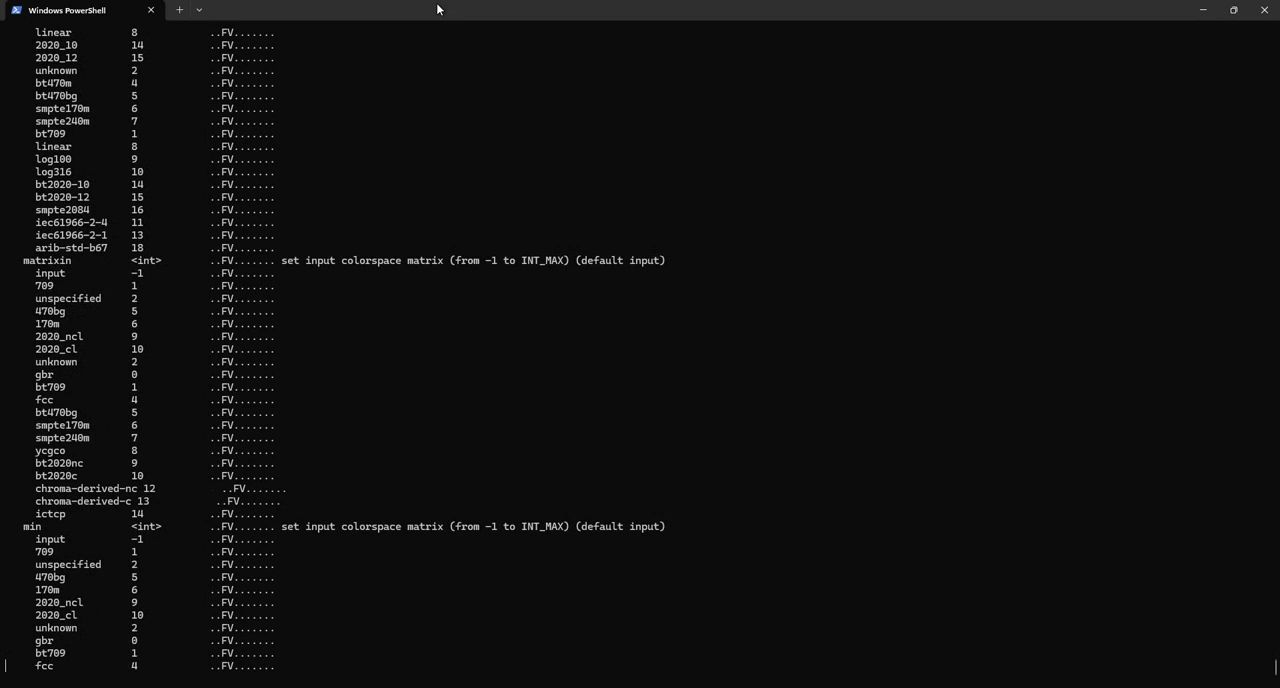 Windows PowerShell
linear 8 ..FV.......
2020_10 14 ..FV.......
2020_12 15 ..FV.......
unknown 2 ..FV.......
bt470m 4 ..FV.......
bt470bg 5 ..FV.......
smpte170m 6 ..FV.......
smpte240m 7 ..FV.......
bt709 1 ..FV.......
linear 8 ..FV.......
log100 9 ..FV.......
log316 10 ..FV.......
bt2020-10 14 ..FV.......
bt2020-12 15 ..FV.......
smpte2084 16 ..FV.......
iec61966-2-4 11 ..FV.......
iec61966-2-1 13 ..FV.......
arib-std-b67 18 ..FV.......
matrixin <int> ..FV....... set input colorspace matrix (from -1 to INT_MAX) (default input)
input -1 ..FV.......
709 1 ..FV.......
unspecified 2 ..FV.......
470bg 5 ..FV.......
170m 6 ..FV.......
2020_ncl 9 ..FV.......
2020_cl 10 ..FV.......
unknown 2 ..FV.......
gbr 0 ..FV.......
bt709 1 ..FV.......
fcc 4 ..FV.......
bt470bg 5 ..FV.......
smpte170m 6 ..FV.......
smpte240m 7 ..FV.......
ycgco 8 ..FV.......
bt2020nc 9 ..FV.......
bt2020c 10 ..FV.......
chroma-derived-nc 12 ..FV.......
chroma-derived-c 13 ..FV.......
ictcp 14 ..FV.......
min <int> ..FV....... set input colorspace matrix (from -1 to INT_MAX) (default input)
input -1 ..FV.......
709 1 ..FV.......
unspecified 2 ..FV.......
470bg 5 ..FV.......
170m 6 ..FV.......
2020_ncl 9 ..FV.......
2020_cl 10 ..FV.......
unknown 2 ..FV.......
gbr 0 ..FV.......
bt709 1 ..FV.......
fcc 4 ..FV.......